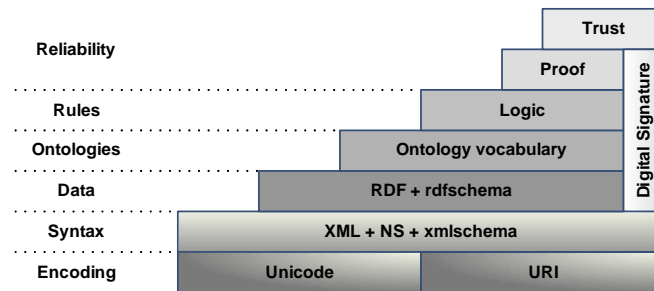 Trust
Reliability
Proof
Digital Signature
Rules
Logic
Ontologies
Ontology vocabulary
Data
RDF + rdfschema
Syntax
XML + NS + xmlschema
Encoding
Unicode
URI